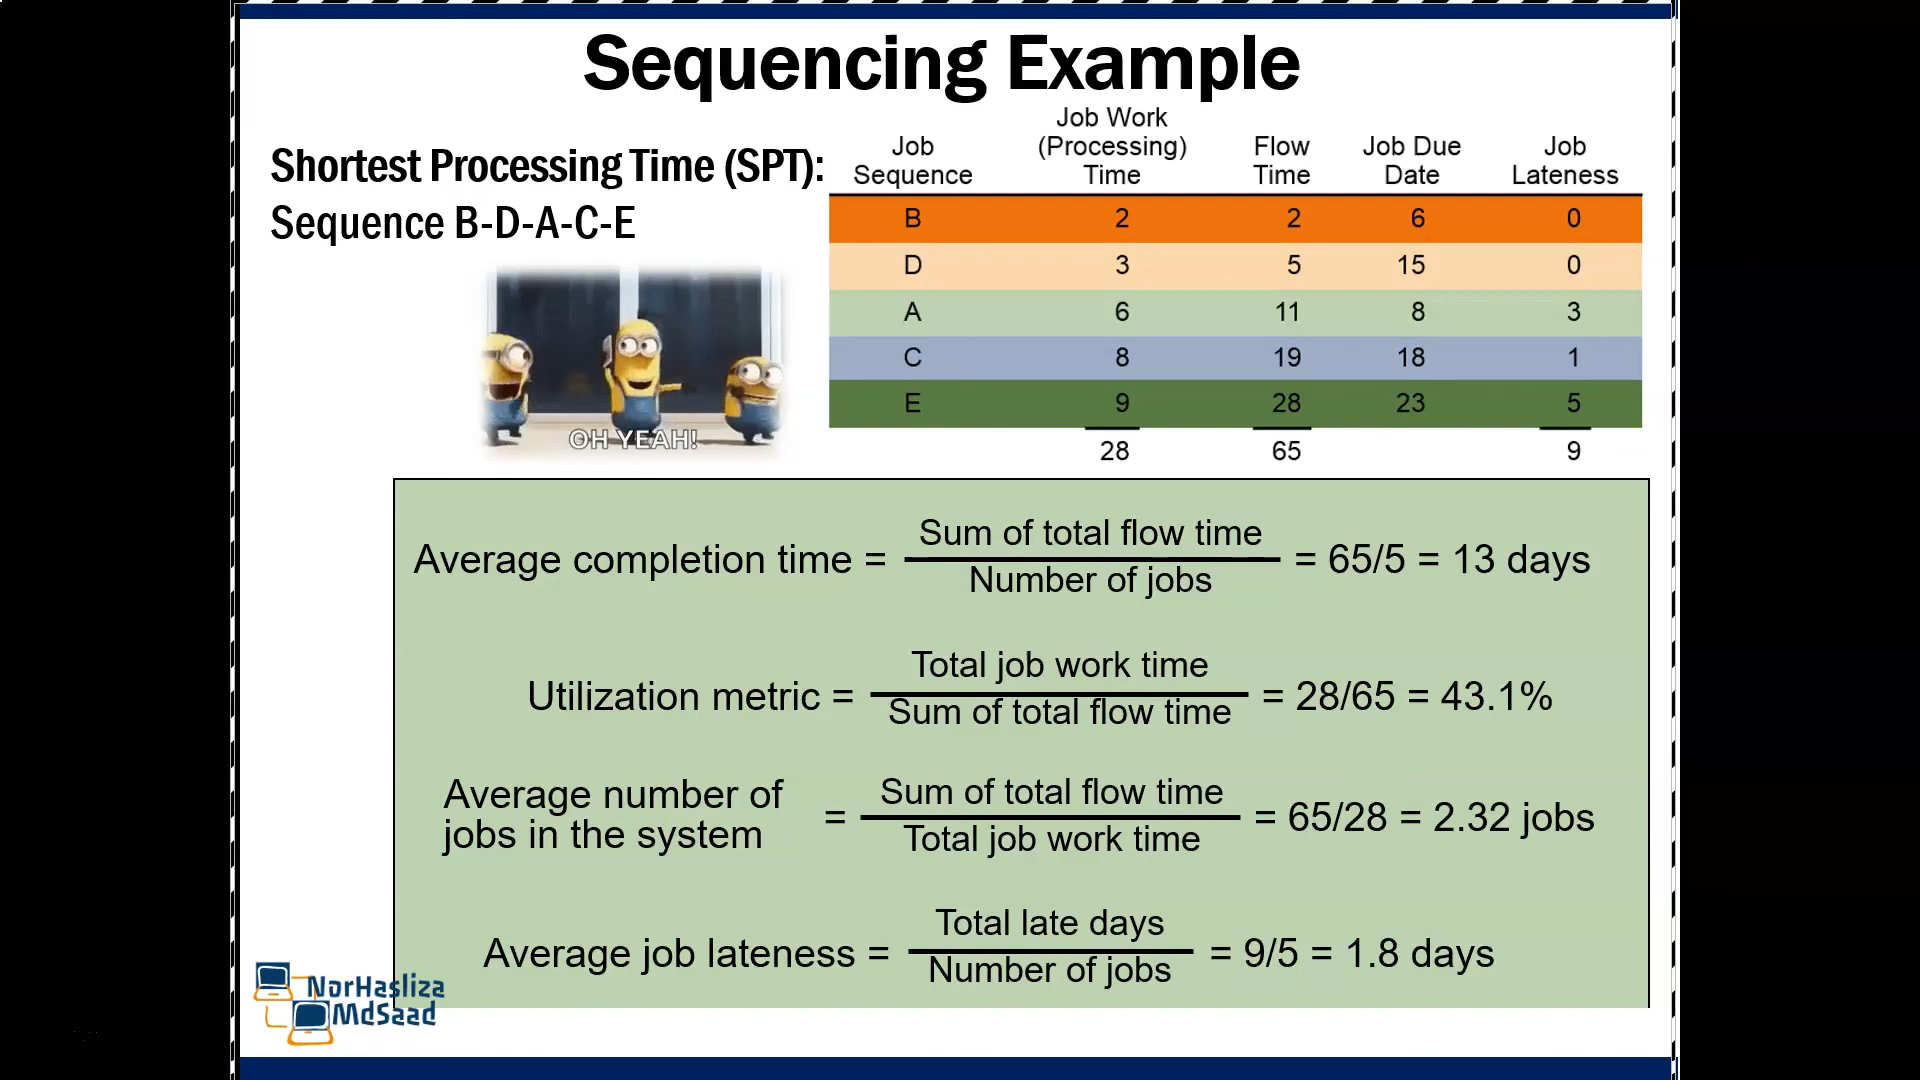 Sequencing Example
Shortest Processing Time (SPT):
Sequence B-D-A-C-E
Job Sequence Job Work (Processing) Time Flow Time Job Due Date Job Lateness
B 2 2 6 0
D 3 5 15 0
A 6 11 8 3
C 8 19 18 1
E 9 28 23 5
28 65 9
OH YEAH!
Average completion time = Sum of total flow time / Number of jobs = 65/5 = 13 days
Utilization metric = Total job work time / Sum of total flow time = 28/65 = 43.1%
Average number of jobs in the system = Sum of total flow time / Total job work time = 65/28 = 2.32 jobs
Average job lateness = Total late days / Number of jobs = 9/5 = 1.8 days
NorHasliza
MdSaad